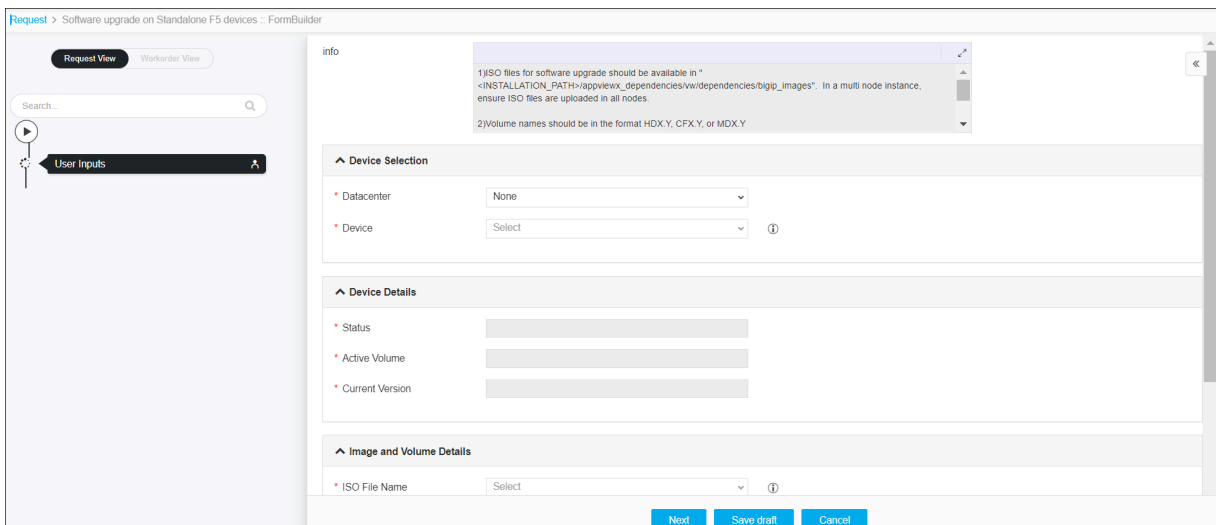 Request > Software upgrade on Standalone F5 devices :: FormBuilder
Request View
Workorder View
Search...
User Inputs
info
1)ISO files for software upgrade should be available in "
<INSTALLATION_PATH>/appviewx_dependencies/vw/dependencies/bigip_images".  In a multi node instance,
ensure ISO files are uploaded in all nodes.
2)Volume names should be in the format HDX.Y, CFX.Y, or MDX.Y
Device Selection
* Datacenter
None
* Device
Select
Device Details
* Status
* Active Volume
* Current Version
Image and Volume Details
* ISO File Name
Select
Next
Save draft
Cancel